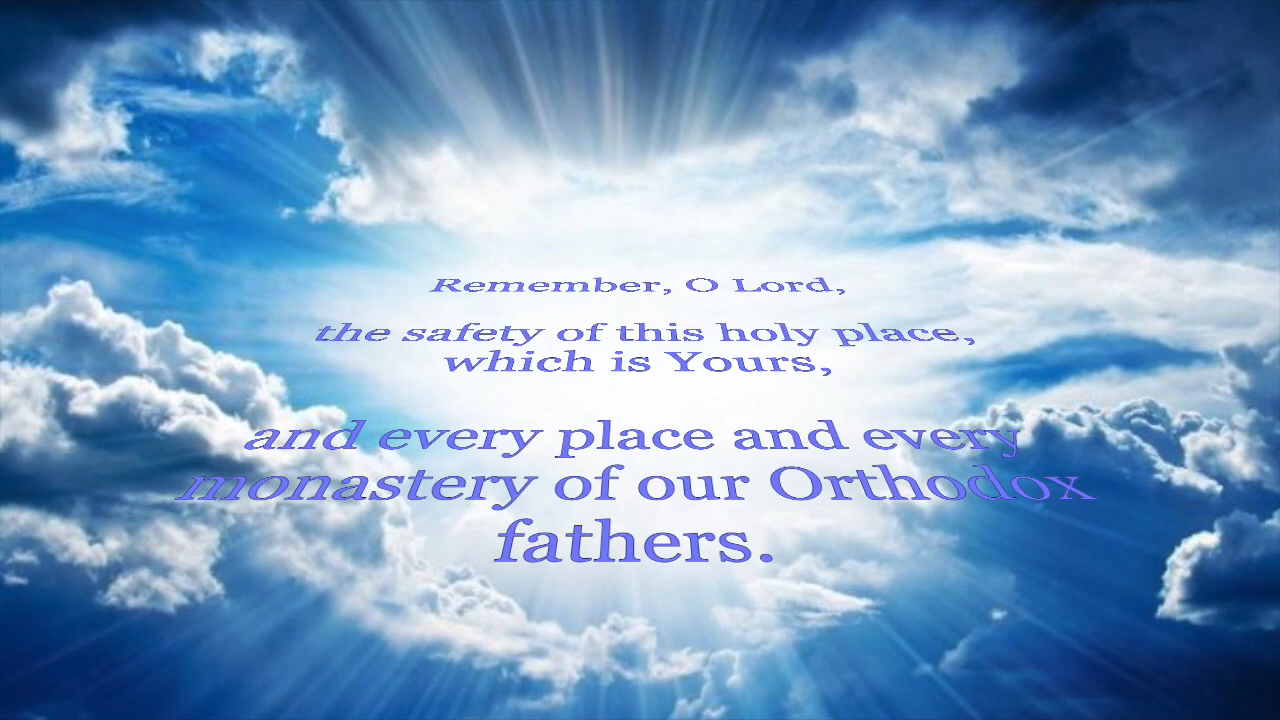 Remember, O Lord,
the safety of this holy place,
which is Yours,
and every place and every
monastery of our Orthodox
fathers.